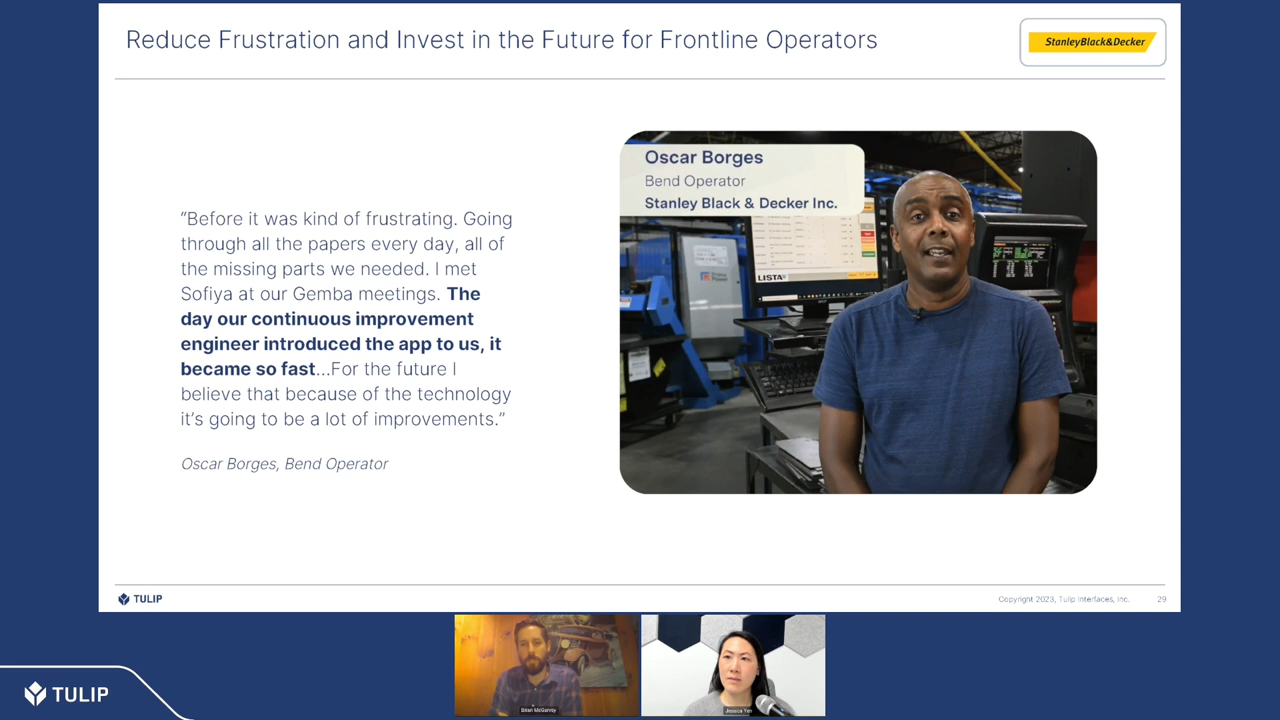 Reduce Frustration and Invest in the Future for Frontline Operators
StanleyBlack&Decker
Oscar Borges
Bend Operator
Stanley Black & Decker Inc.
LISTA
“Before it was kind of frustrating. Going
through all the papers every day, all of
the missing parts we needed. I met
Sofiya at our Gemba meetings. The
day our continuous improvement
engineer introduced the app to us, it
became so fast...For the future I
believe that because of the technology
it’s going to be a lot of improvements.”
Oscar Borges, Bend Operator
TULIP
Copyright 2023, Tulip Interfaces, Inc.
29
Brian McGarvey
Jessica Yen
TULIP